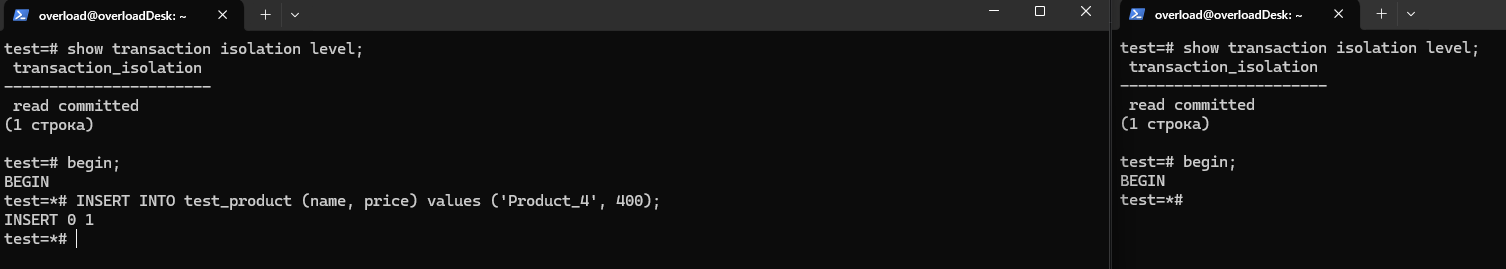 overload@overloadDesk: ~
test=# show transaction isolation level;
transaction_isolation
-----------------------
read committed
(1 строка)
test=# begin;
BEGIN
test=*# INSERT INTO test_product (name, price) values ('Product_4', 400);
INSERT 0 1
test=*#
overload@overloadDesk: ~
test=# show transaction isolation level;
transaction_isolation
-----------------------
read committed
(1 строка)
test=# begin;
BEGIN
test=*#